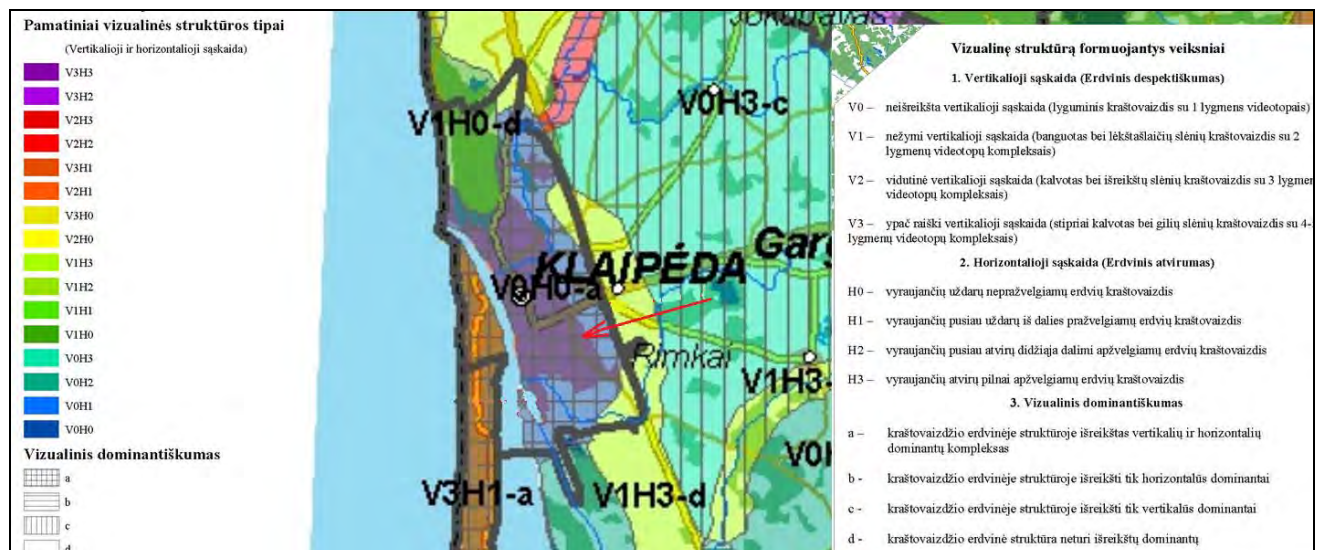 Pamatiniai vizualinės struktūros tipai
(Vertikalioji ir horizontalioji sąskaida)
V3H3
V3H2
V2H3
V2H2
V3H1
V2H1
V3H0
V2H0
V1H3
V1H2
V1H1
V1H0
V0H3
V0H2
V0H1
V0H0
Vizualinis dominantiškumas
a
b
c
d
V1H0-d
V0H3-c
KLAIPĖDA
Garg
V0H0-a
Rimkai
V1H3-
V0H
V3H1-a
V1H3-d
Vizualinę struktūrą formuojantys veiksniai
1. Vertikalioji sąskaida (Erdvinis despektiškumas)
V0 – neišreikšta vertikalioji sąskaida (lyguminis kraštovaizdis su 1 lygmens videotopais)
V1 – nežymi vertikalioji sąskaida (banguotas bei lėkštašlaičių slėnių kraštovaizdis su 2
lygmenų videotopų kompleksais)
V2 – vidutinė vertikalioji sąskaida (kalvotas bei išreikštų slėnių kraštovaizdis su 3 lygmen
videotopų kompleksais)
V3 – ypač raiški vertikalioji sąskaida (stipriai kalvotas bei gilių slėnių kraštovaizdis su 4-
lygmenų videotopų kompleksais)
2. Horizontalioji sąskaida (Erdvinis atvirumas)
H0 – vyraujančių uždarų nepražvelgiamų erdvių kraštovaizdis
H1 – vyraujančių pusiau uždarų iš dalies pražvelgiamų erdvių kraštovaizdis
H2 – vyraujančių pusiau atvirų didžiąja dalimi apžvelgiamų erdvių kraštovaizdis
H3 – vyraujančių atvirų pilnai apžvelgiamų erdvių kraštovaizdis
3. Vizualinis dominantiškumas
a – kraštovaizdžio erdvinėje struktūroje išreikštas vertikalių ir horizontalių
dominantų kompleksas
b - kraštovaizdžio erdvinėje struktūroje išreikšti tik horizontalūs dominantai
c - kraštovaizdžio erdvinėje struktūroje išreikšti tik vertikalūs dominantai
d - kraštovaizdžio erdvinė struktūra neturi išreikštų dominantų